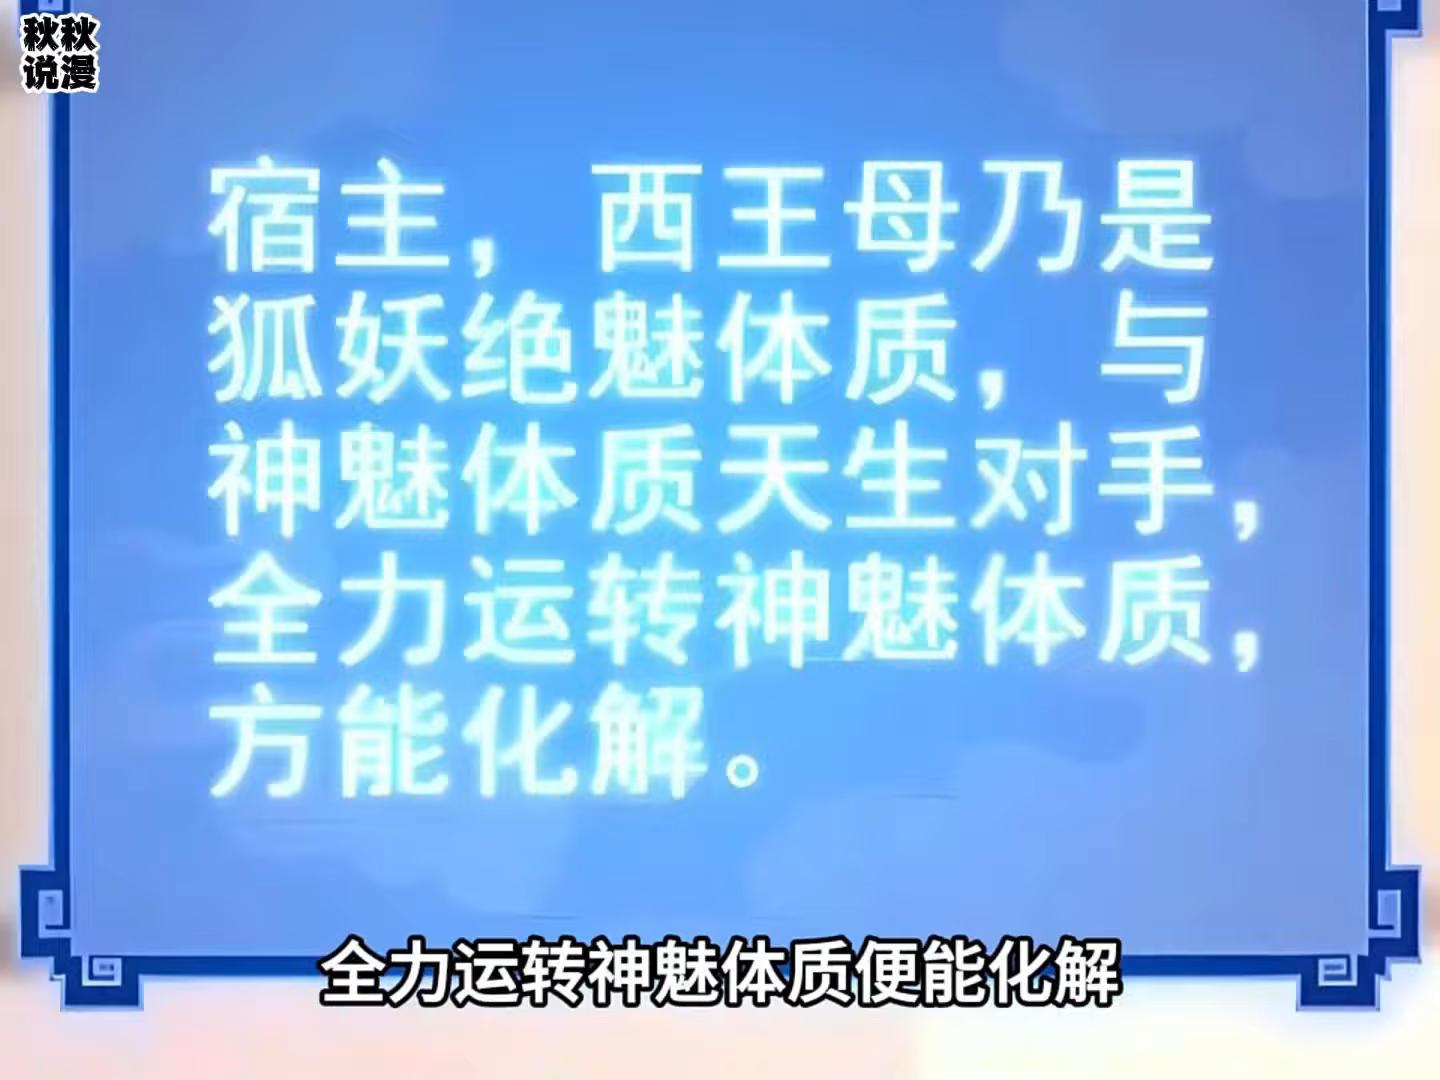 秋秋
说漫
宿主，西王母乃是
狐妖绝魅体质，与
神魅体质天生对手，
全力运转神魅体质，
方能化解。
全力运转神魅体质便能化解